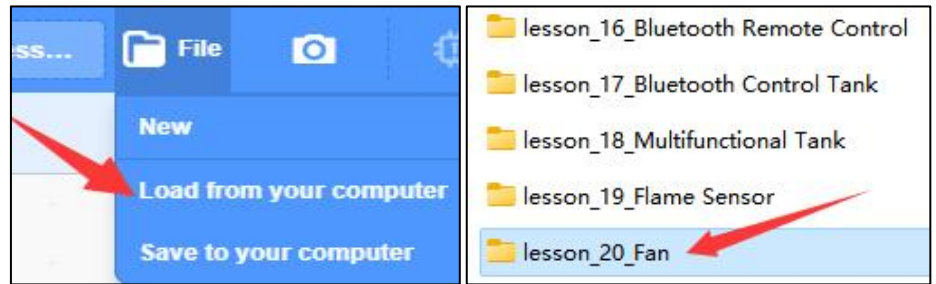 ss...
File
New
Load from your computer
Save to your computer
lesson_16_Bluetooth Remote Control
lesson_17_Bluetooth Control Tank
lesson_18_Multifunctional Tank
lesson_19_Flame Sensor
lesson_20_Fan